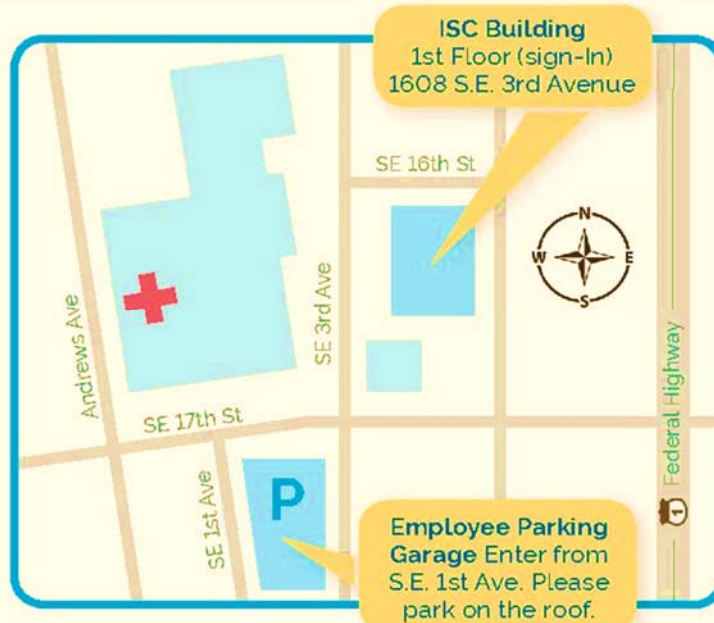 ISC Building
1st Floor (sign-In)
1608 S.E. 3rd Avenue
SE 16th St
N
W
E
S
Andrews Ave
SE 3rd Ave
Federal Highway
SE 17th St
SE 1st Ave
P
1
Employee Parking
Garage Enter from
S.E. 1st Ave. Please
park on the roof.